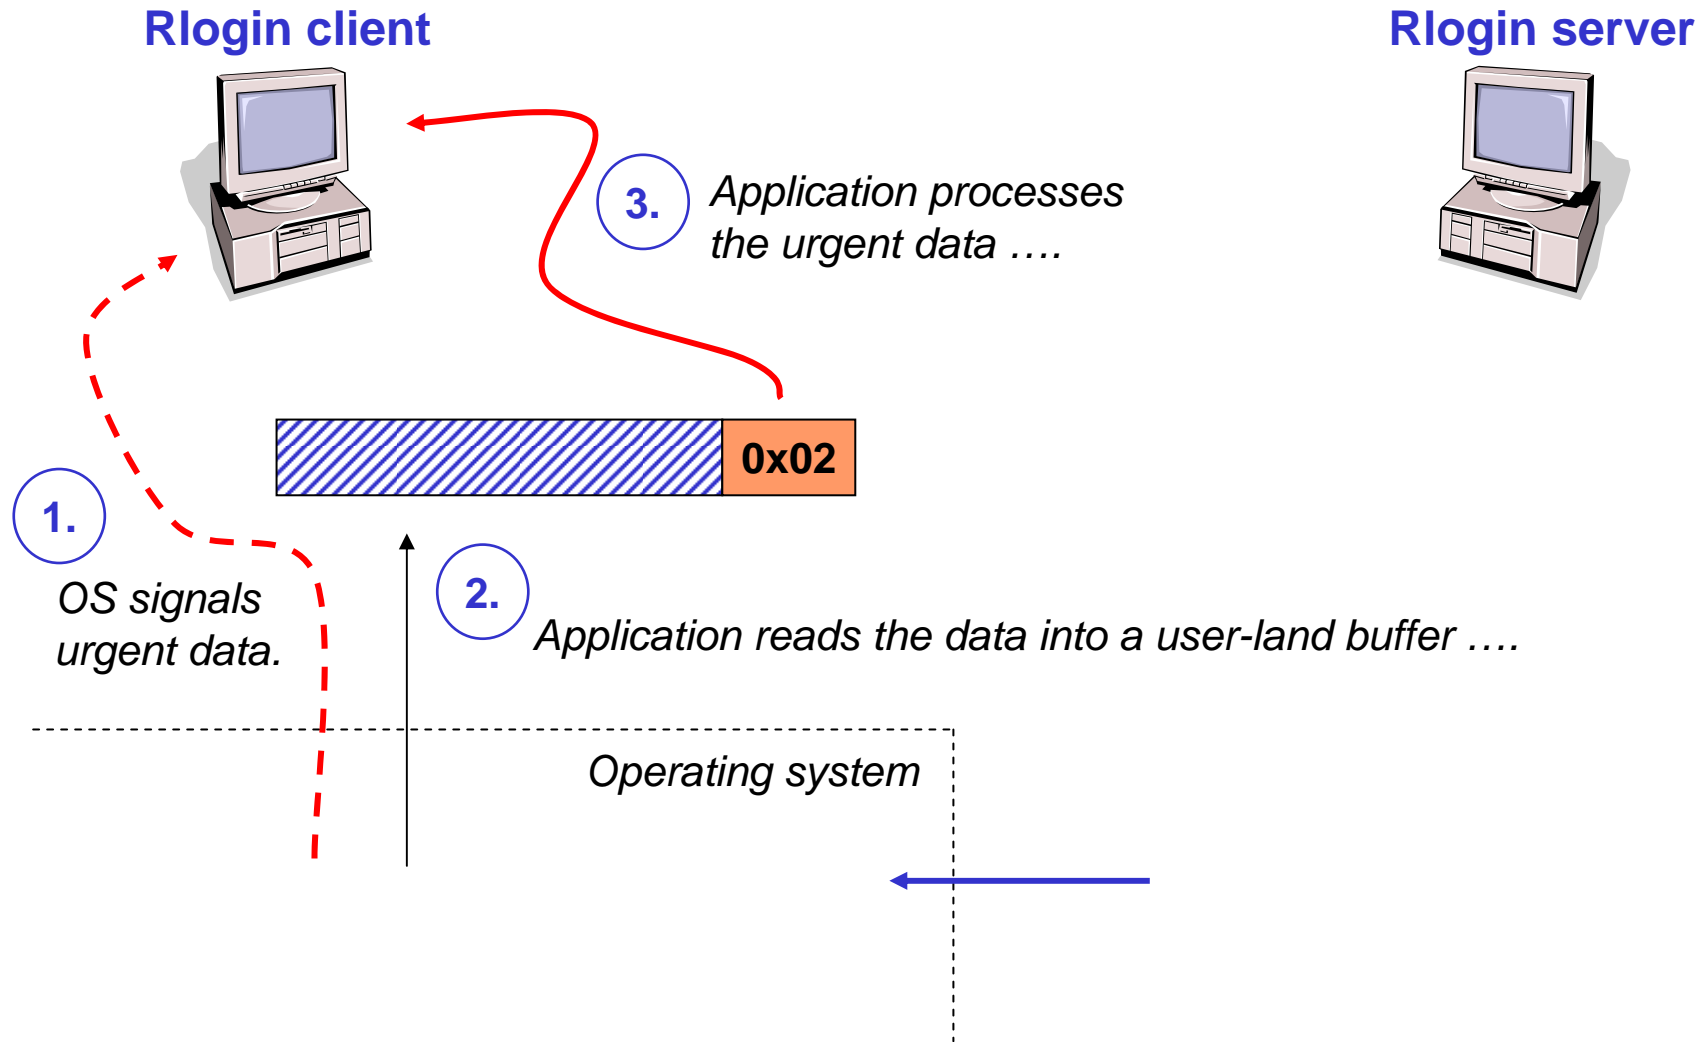 Rlogin client
Rlogin server
3.
Application processes
the urgent data ….
0x02
1.
OS signals
urgent data.
2.
Application reads the data into a user-land buffer ….
Operating system